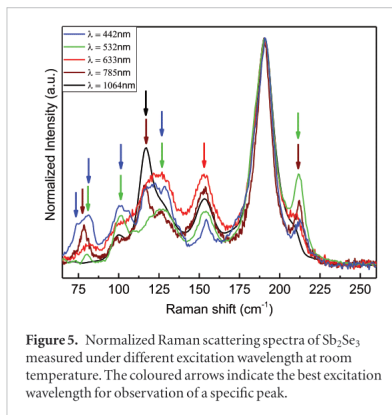 λ = 442nm
λ = 532nm
λ = 633nm
λ = 785nm
λ = 1064nm
Normalized Intensity (a.u.)
75 100 125 150 175 200 225 250
Raman shift (cm⁻¹)
Figure 5. Normalized Raman scattering spectra of Sb₂Se₃
measured under different excitation wavelength at room
temperature. The coloured arrows indicate the best excitation
wavelength for observation of a specific peak.